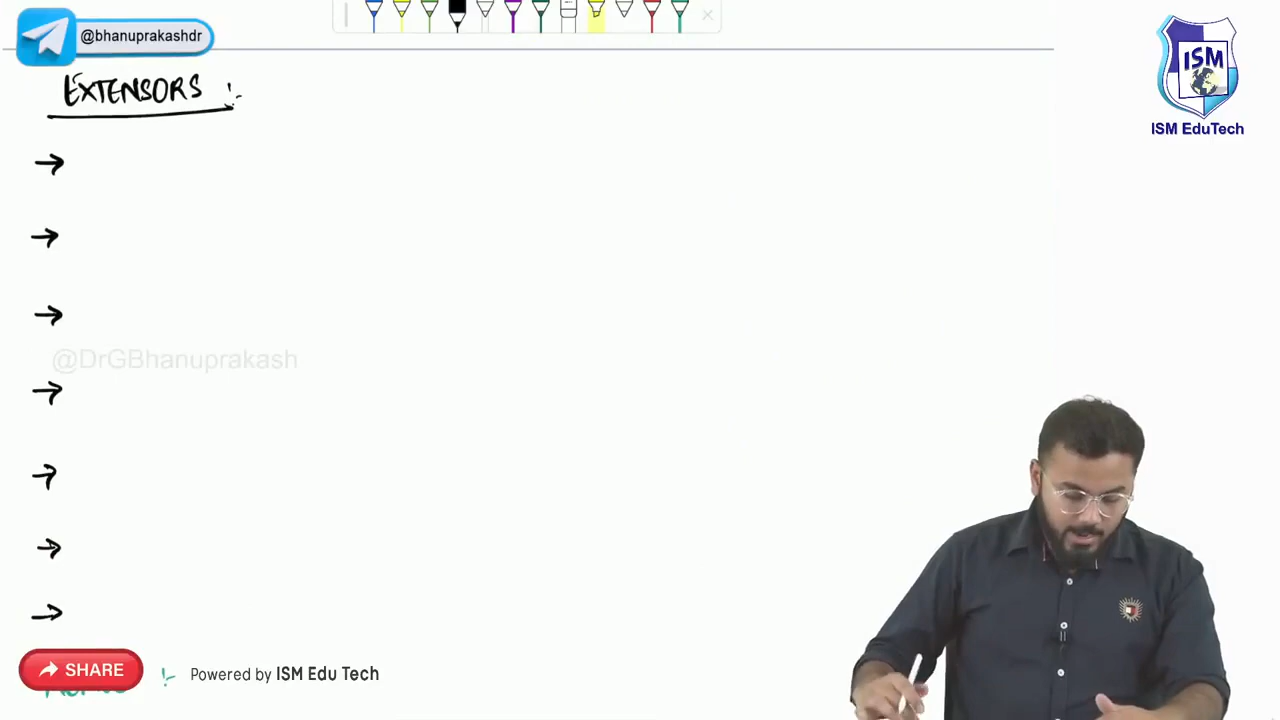 @bhanuprakashdr
EXTENSORS :-
→
→
→
@DrGBhanuprakash
→
→
→
→
SHARE
Powered by ISM Edu Tech
ISM
ISM EduTech